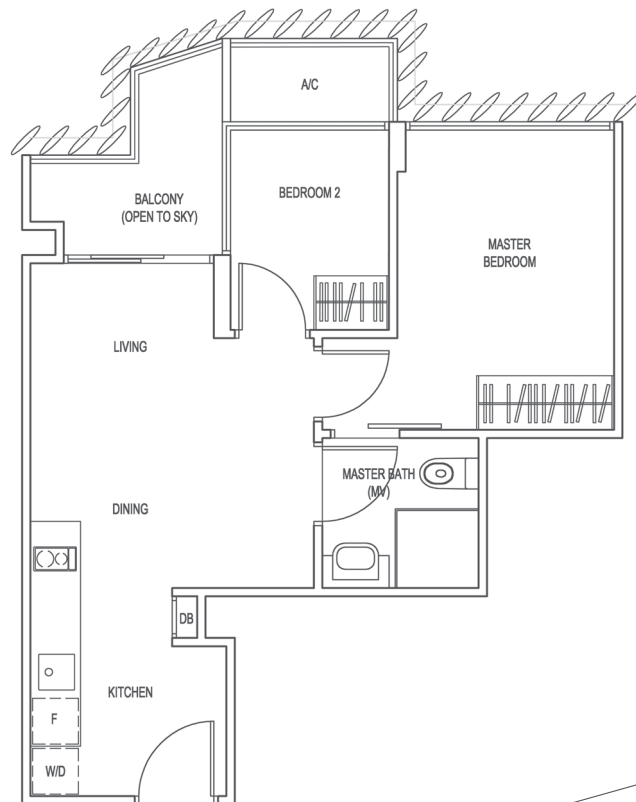 A/C
BALCONY
(OPEN TO SKY)
BEDROOM 2
MASTER
BEDROOM
LIVING
MASTER BATH
(MV)
DINING
DB
KITCHEN
F
W/D